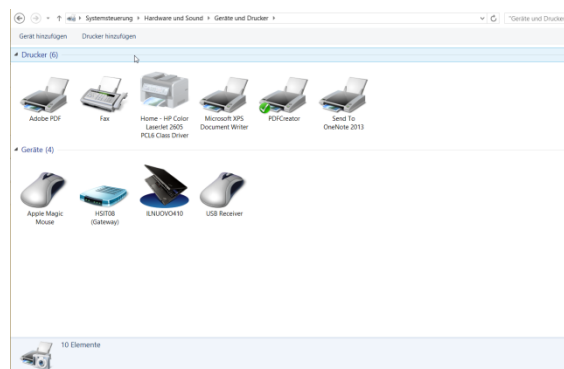 Systemsteuerung Hardware und Sound Geräte und Drucker
"Geräte und Drucker
Gerät hinzufügen Drucker hinzufügen
Drucker (6)
Adobe PDF
Fax
Home - HP Color
LaserJet 2605
PCL6 Class Driver
Microsoft XPS
Document Writer
PDFCreator
Send To
OneNote 2013
Geräte (4)
Apple Magic
Mouse
HSIT08
(Gateway)
ILNUOVO410
USB Receiver
10 Elemente